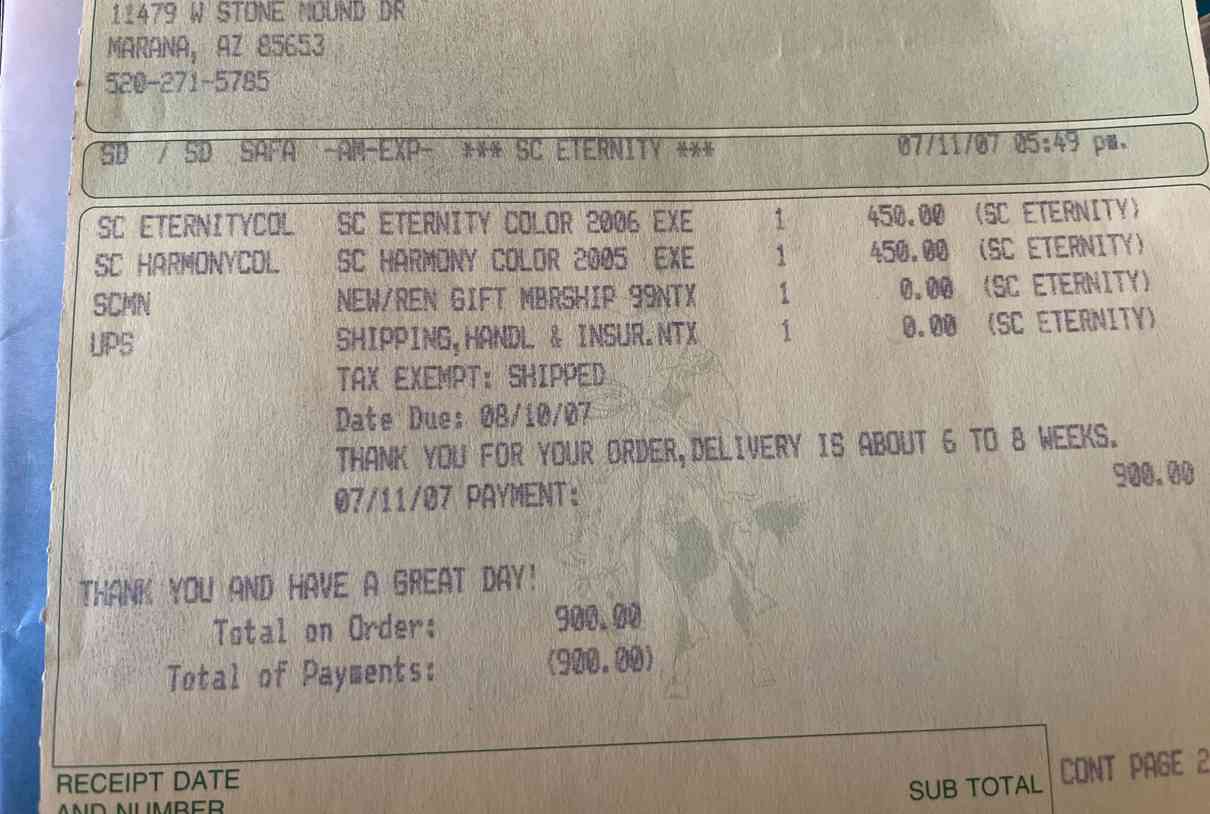 11479 W STONE MOUND DR
MARANA, AZ 85653
520-271-5785
SD / SD SAFA -AM-EXP- *** SC ETERNITY *** 07/11/07 05:49 pm.
SC ETERNITYCOL SC ETERNITY COLOR 2006 EXE 1 450.00 (SC ETERNITY)
SC HARMONYCOL SC HARMONY COLOR 2005 EXE 1 450.00 (SC ETERNITY)
SCMN NEW/REN GIFT MBRSHIP 99NTX 1 0.00 (SC ETERNITY)
UPS SHIPPING,HANDL & INSUR.NTX 1 0.00 (SC ETERNITY)
TAX EXEMPT: SHIPPED
Date Due: 08/10/07
THANK YOU FOR YOUR ORDER,DELIVERY IS ABOUT 6 TO 8 WEEKS.
07/11/07 PAYMENT: 900.00
THANK YOU AND HAVE A GREAT DAY!
Total on Order: 900.00
Total of Payments: (900.00)
RECEIPT DATE
AND NUMBER
SUB TOTAL CONT PAGE 2